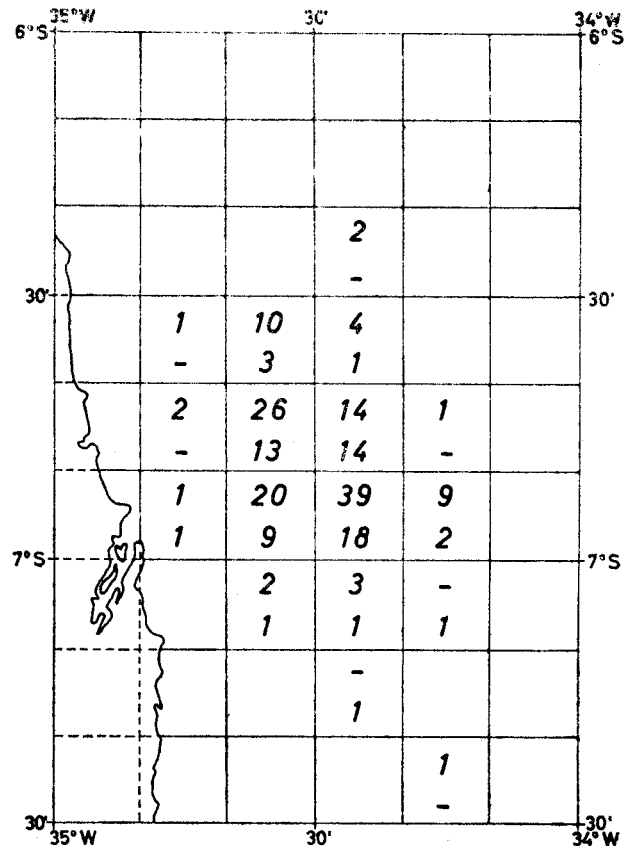 35°W 30' 34°W
6°S 6°S
2
-
30' 30'
1 10 4
- 3 1
2 26 14 1
- 13 14 -
1 20 39 9
1 9 18 2
7°S 7°S
2 3 -
1 1 1
-
1
1
-
30' 30'
35°W 30' 34°W